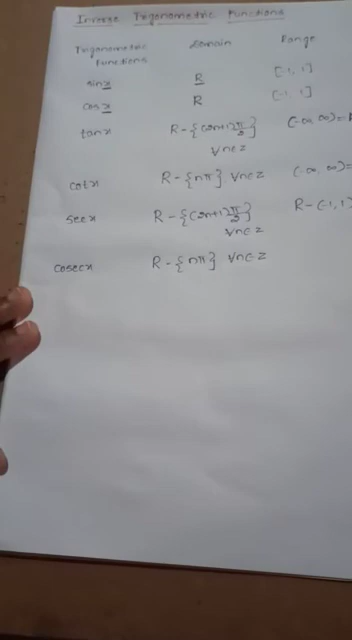 Inverse Trigonometric Functions
Trigonometric Functions Domain Range
sinx R [-1, 1]
cosx R [-1, 1]
tanx R-{(2n+1)π/2} (-∞, ∞)=
∀n∈Z
cotx R-{nπ} ∀n∈Z (-∞, ∞)=
secx R-{(2n+1)π/2} R-(-1, 1)
∀n∈Z
cosecx R-{nπ} ∀n∈Z